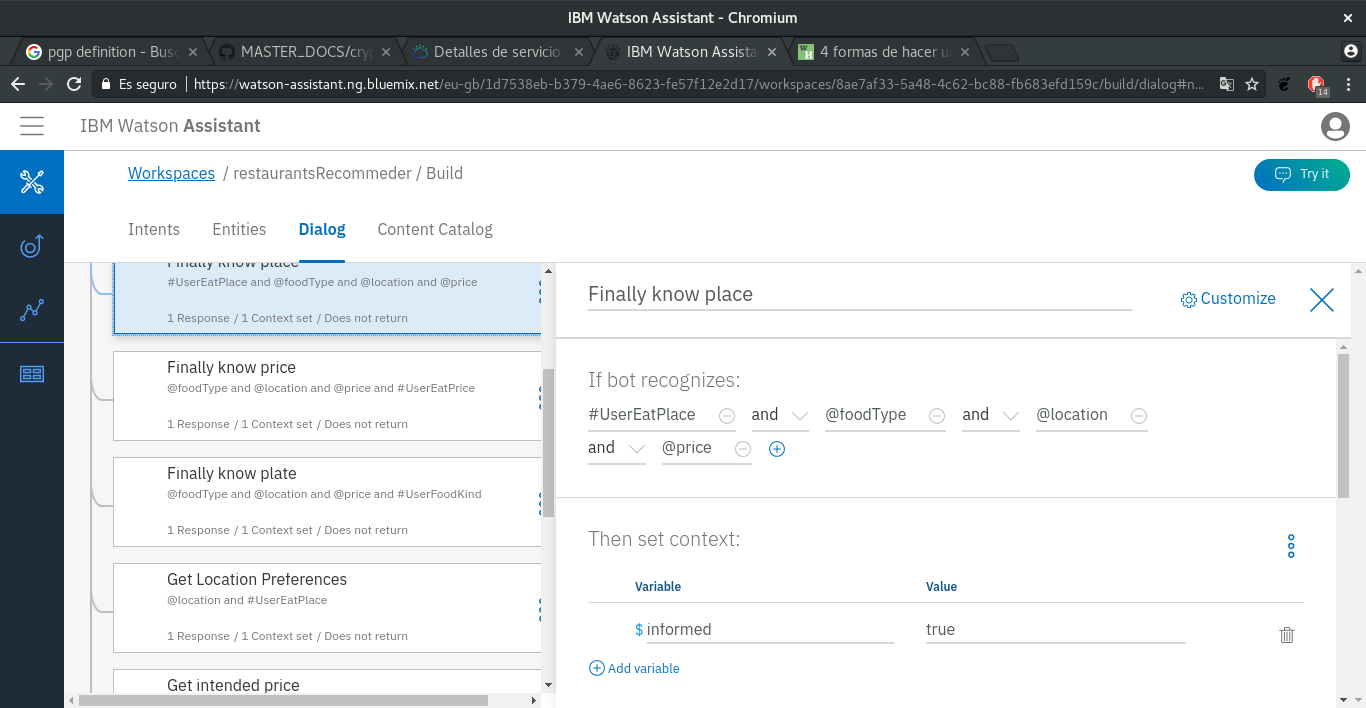 IBM Watson Assistant - Chromium
pgp definition - Busc
MASTER_DOCS/cryp
Detalles de servicio
IBM Watson Assista
4 formas de hacer u
Es seguro https://watson-assistant.ng.bluemix.net/eu-gb/1d7538eb-b379-4ae6-8623-fe57f12e2d17/workspaces/8ae7af33-5a48-4c62-bc88-fb683efd159c/build/dialog#n...
14
IBM Watson Assistant
Workspaces / restaurantsRecommeder / Build
Try it
Intents Entities Dialog Content Catalog
Finally know place
#UserEatPlace and @foodType and @location and @price
1 Response / 1 Context set / Does not return
Finally know price
@foodType and @location and @price and #UserEatPrice
1 Response / 1 Context set / Does not return
Finally know plate
@foodType and @location and @price and #UserFoodKind
1 Response / 1 Context set / Does not return
Get Location Preferences
@location and #UserEatPlace
1 Response / 1 Context set / Does not return
Get intended price
Finally know place
Customize
If bot recognizes:
#UserEatPlace and @foodType and @location
and @price
Then set context:
Variable Value
$ informed true
Add variable